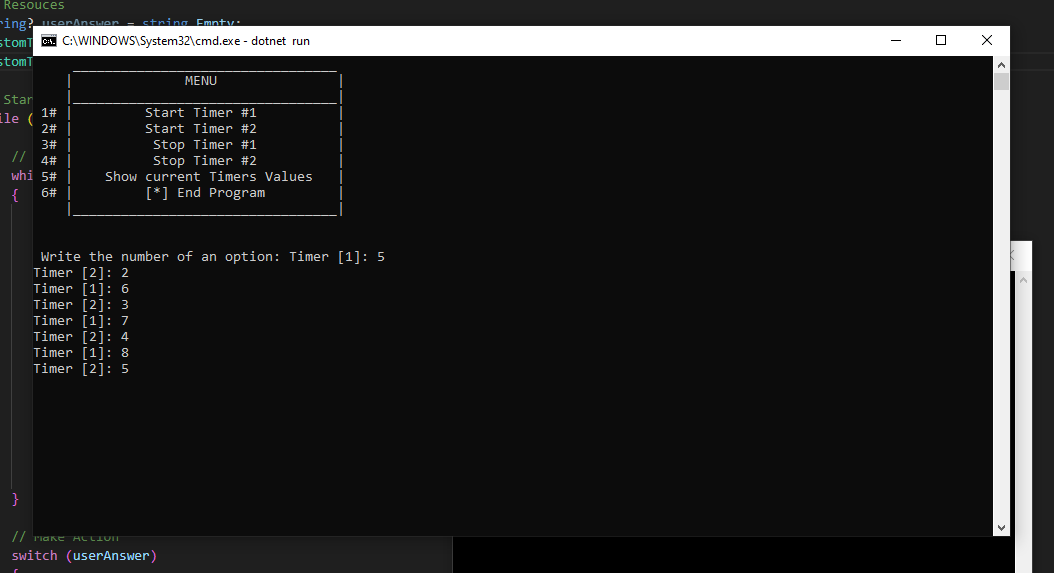 Resouces
ring? userAnswer = string.Empty;
C:\WINDOWS\System32\cmd.exe - dotnet run
stomT
stomT
MENU
Star
ile (
1# | Start Timer #1 |
2# | Start Timer #2 |
3# | Stop Timer #1 |
4# | Stop Timer #2 |
//
5# | Show current Timers Values |
whi
6# | [*] End Program |
{
Write the number of an option: Timer [1]: 5
Timer [2]: 2
Timer [1]: 6
Timer [2]: 3
Timer [1]: 7
Timer [2]: 4
Timer [1]: 8
Timer [2]: 5
}
// Make Action
switch (userAnswer)
{